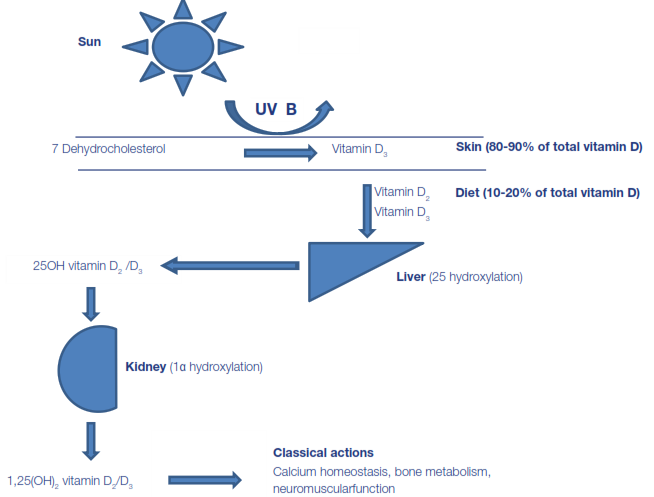 Sun
UV B
7 Dehydrocholesterol
Vitamin D₃
Skin (80-90% of total vitamin D)
Vitamin D₂
Vitamin D₃
Diet (10-20% of total vitamin D)
25OH vitamin D₂ /D₃
Liver (25 hydroxylation)
Kidney (1α hydroxylation)
1,25(OH)₂ vitamin D₂/D₃
Classical actions
Calcium homeostasis, bone metabolism,
neuromuscularfunction